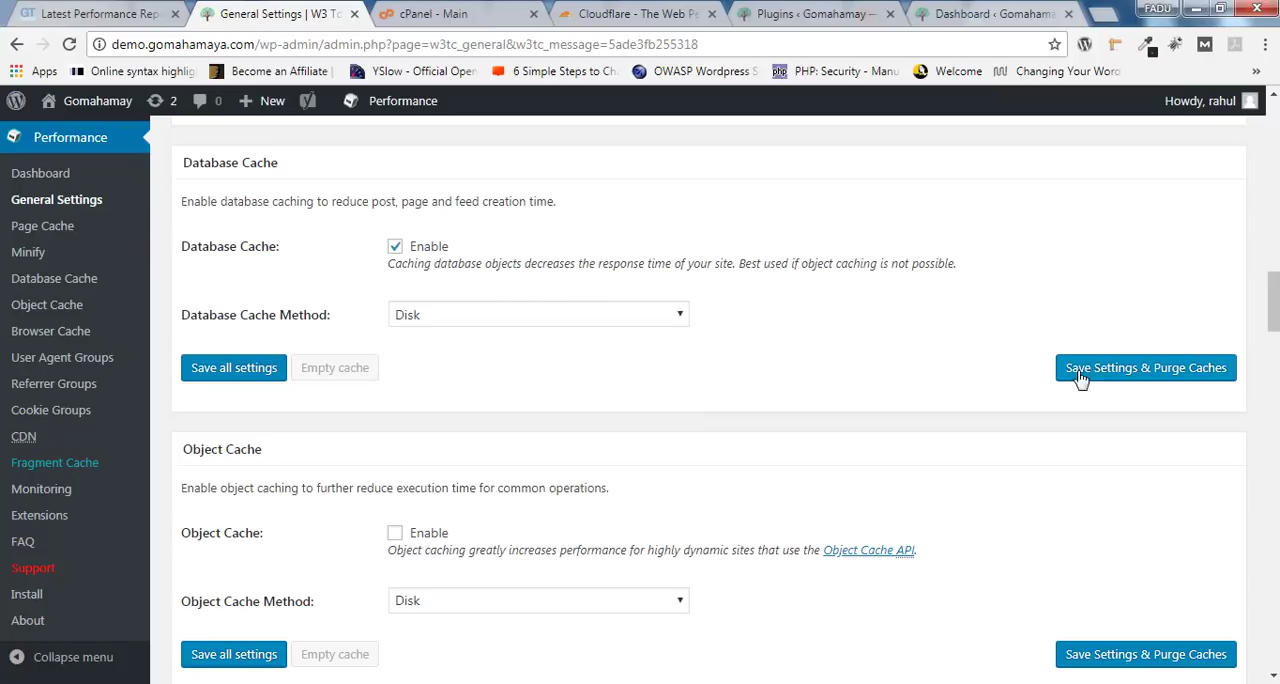 Latest Performance Rep
General Settings | W3 To
cPanel - Main
Cloudflare - The Web P
Plugins ‹ Gomahamay
Dashboard ‹ Gomahama
FADU
demo.gomahamaya.com/wp-admin/admin.php?page=w3tc_general&w3tc_message=5ade3fb255318
Apps
Online syntax highlig
Become an Affiliate
YSlow - Official Open
6 Simple Steps to Ch
OWASP Wordpress S
PHP: Security - Manu
Welcome
Changing Your Word
Gomahamay
2
0
New
Performance
Howdy, rahul
Performance
Dashboard
General Settings
Page Cache
Minify
Database Cache
Object Cache
Browser Cache
User Agent Groups
Referrer Groups
Cookie Groups
CDN
Fragment Cache
Monitoring
Extensions
FAQ
Support
Install
About
Collapse menu
Database Cache
Enable database caching to reduce post, page and feed creation time.
Database Cache: Enable
Caching database objects decreases the response time of your site. Best used if object caching is not possible.
Database Cache Method: Disk
Save all settings Empty cache Save Settings & Purge Caches
Object Cache
Enable object caching to further reduce execution time for common operations.
Object Cache: Enable
Object caching greatly increases performance for highly dynamic sites that use the Object Cache API.
Object Cache Method: Disk
Save all settings Empty cache Save Settings & Purge Caches